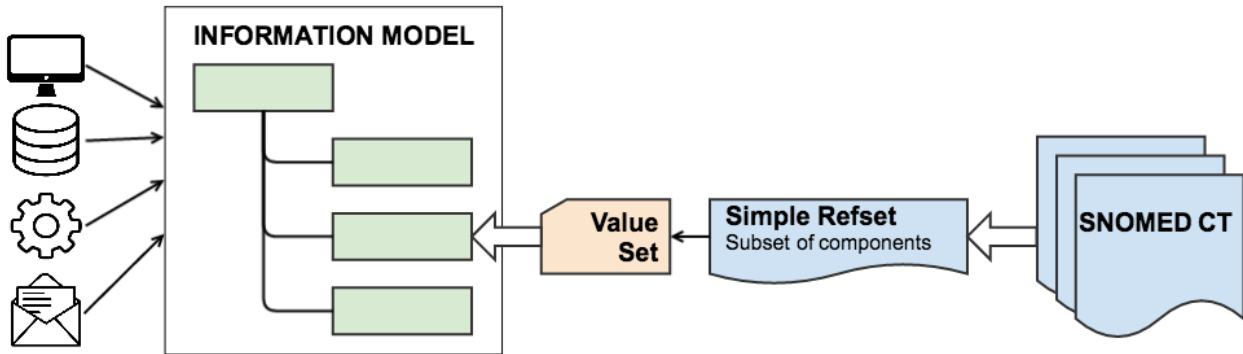 INFORMATION MODEL
Value
Set
Simple Refset
Subset of components
SNOMED CT